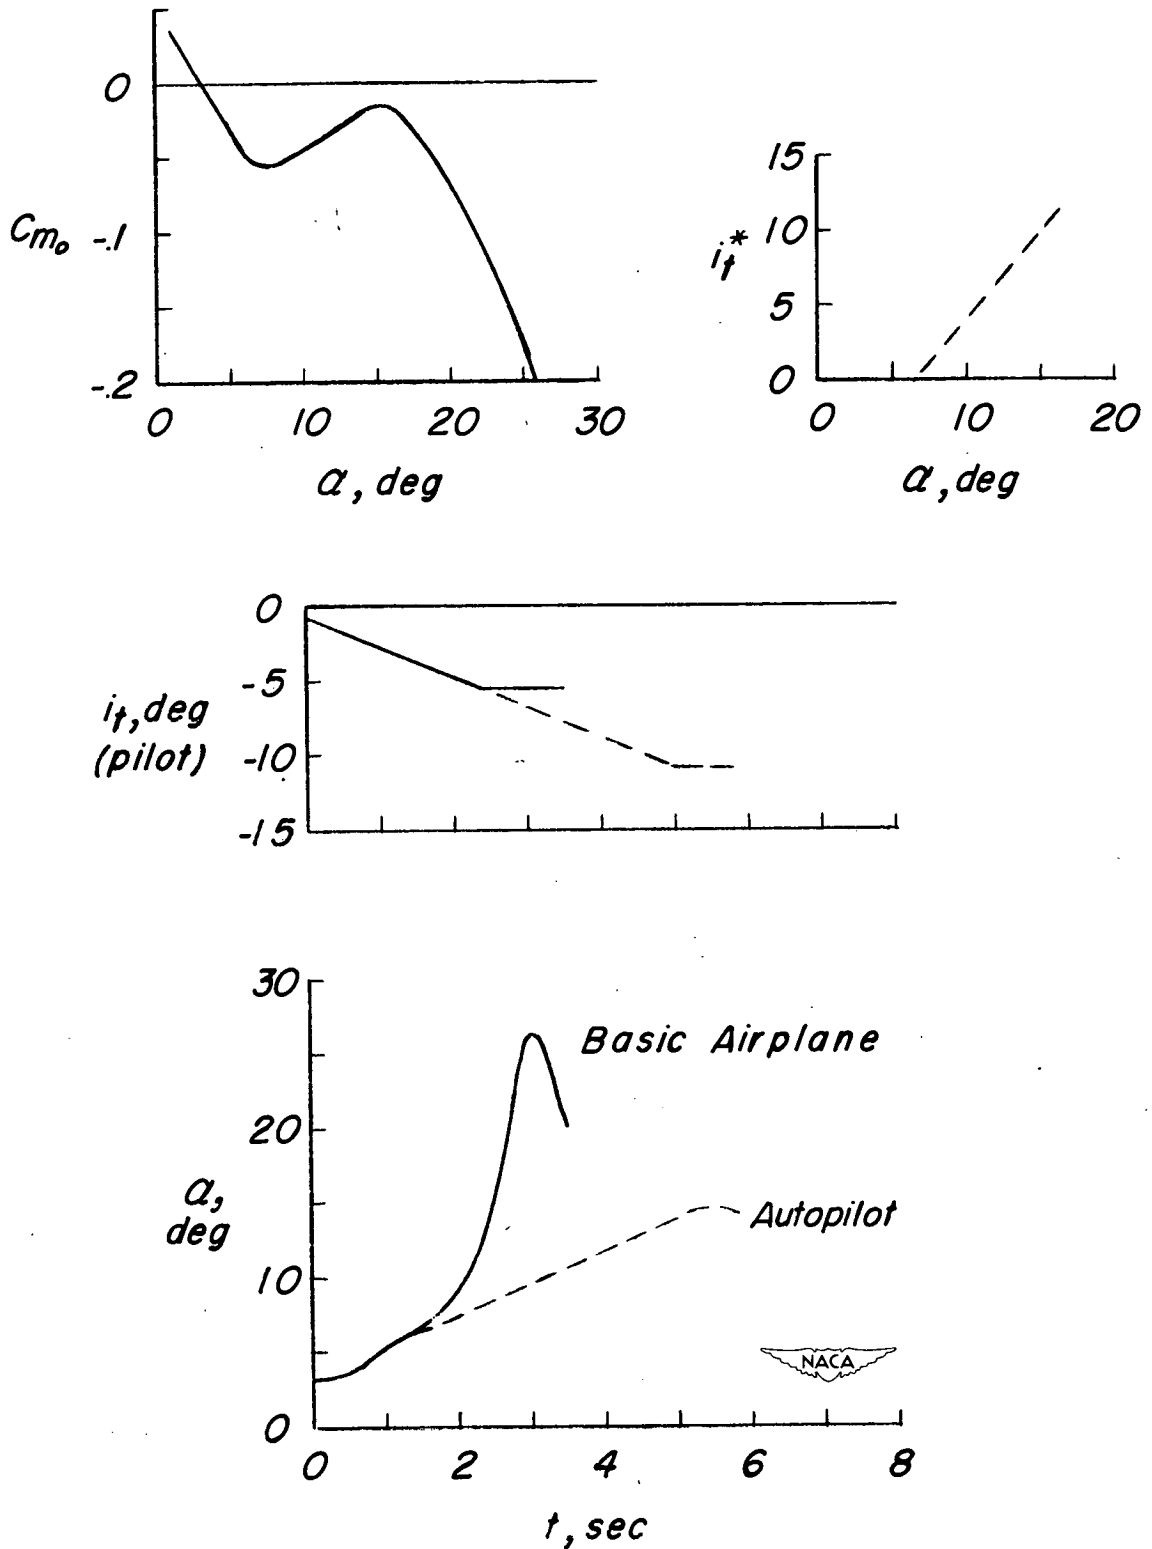 0
-.1
-.2
Cmo
0 10 20 30
α, deg
15
10
5
0
it*
0 10 20
α, deg
0
-5
-10
-15
it, deg
(pilot)
30
20
10
0
α,
deg
Basic Airplane
Autopilot
NACA
0 2 4 6 8
t, sec